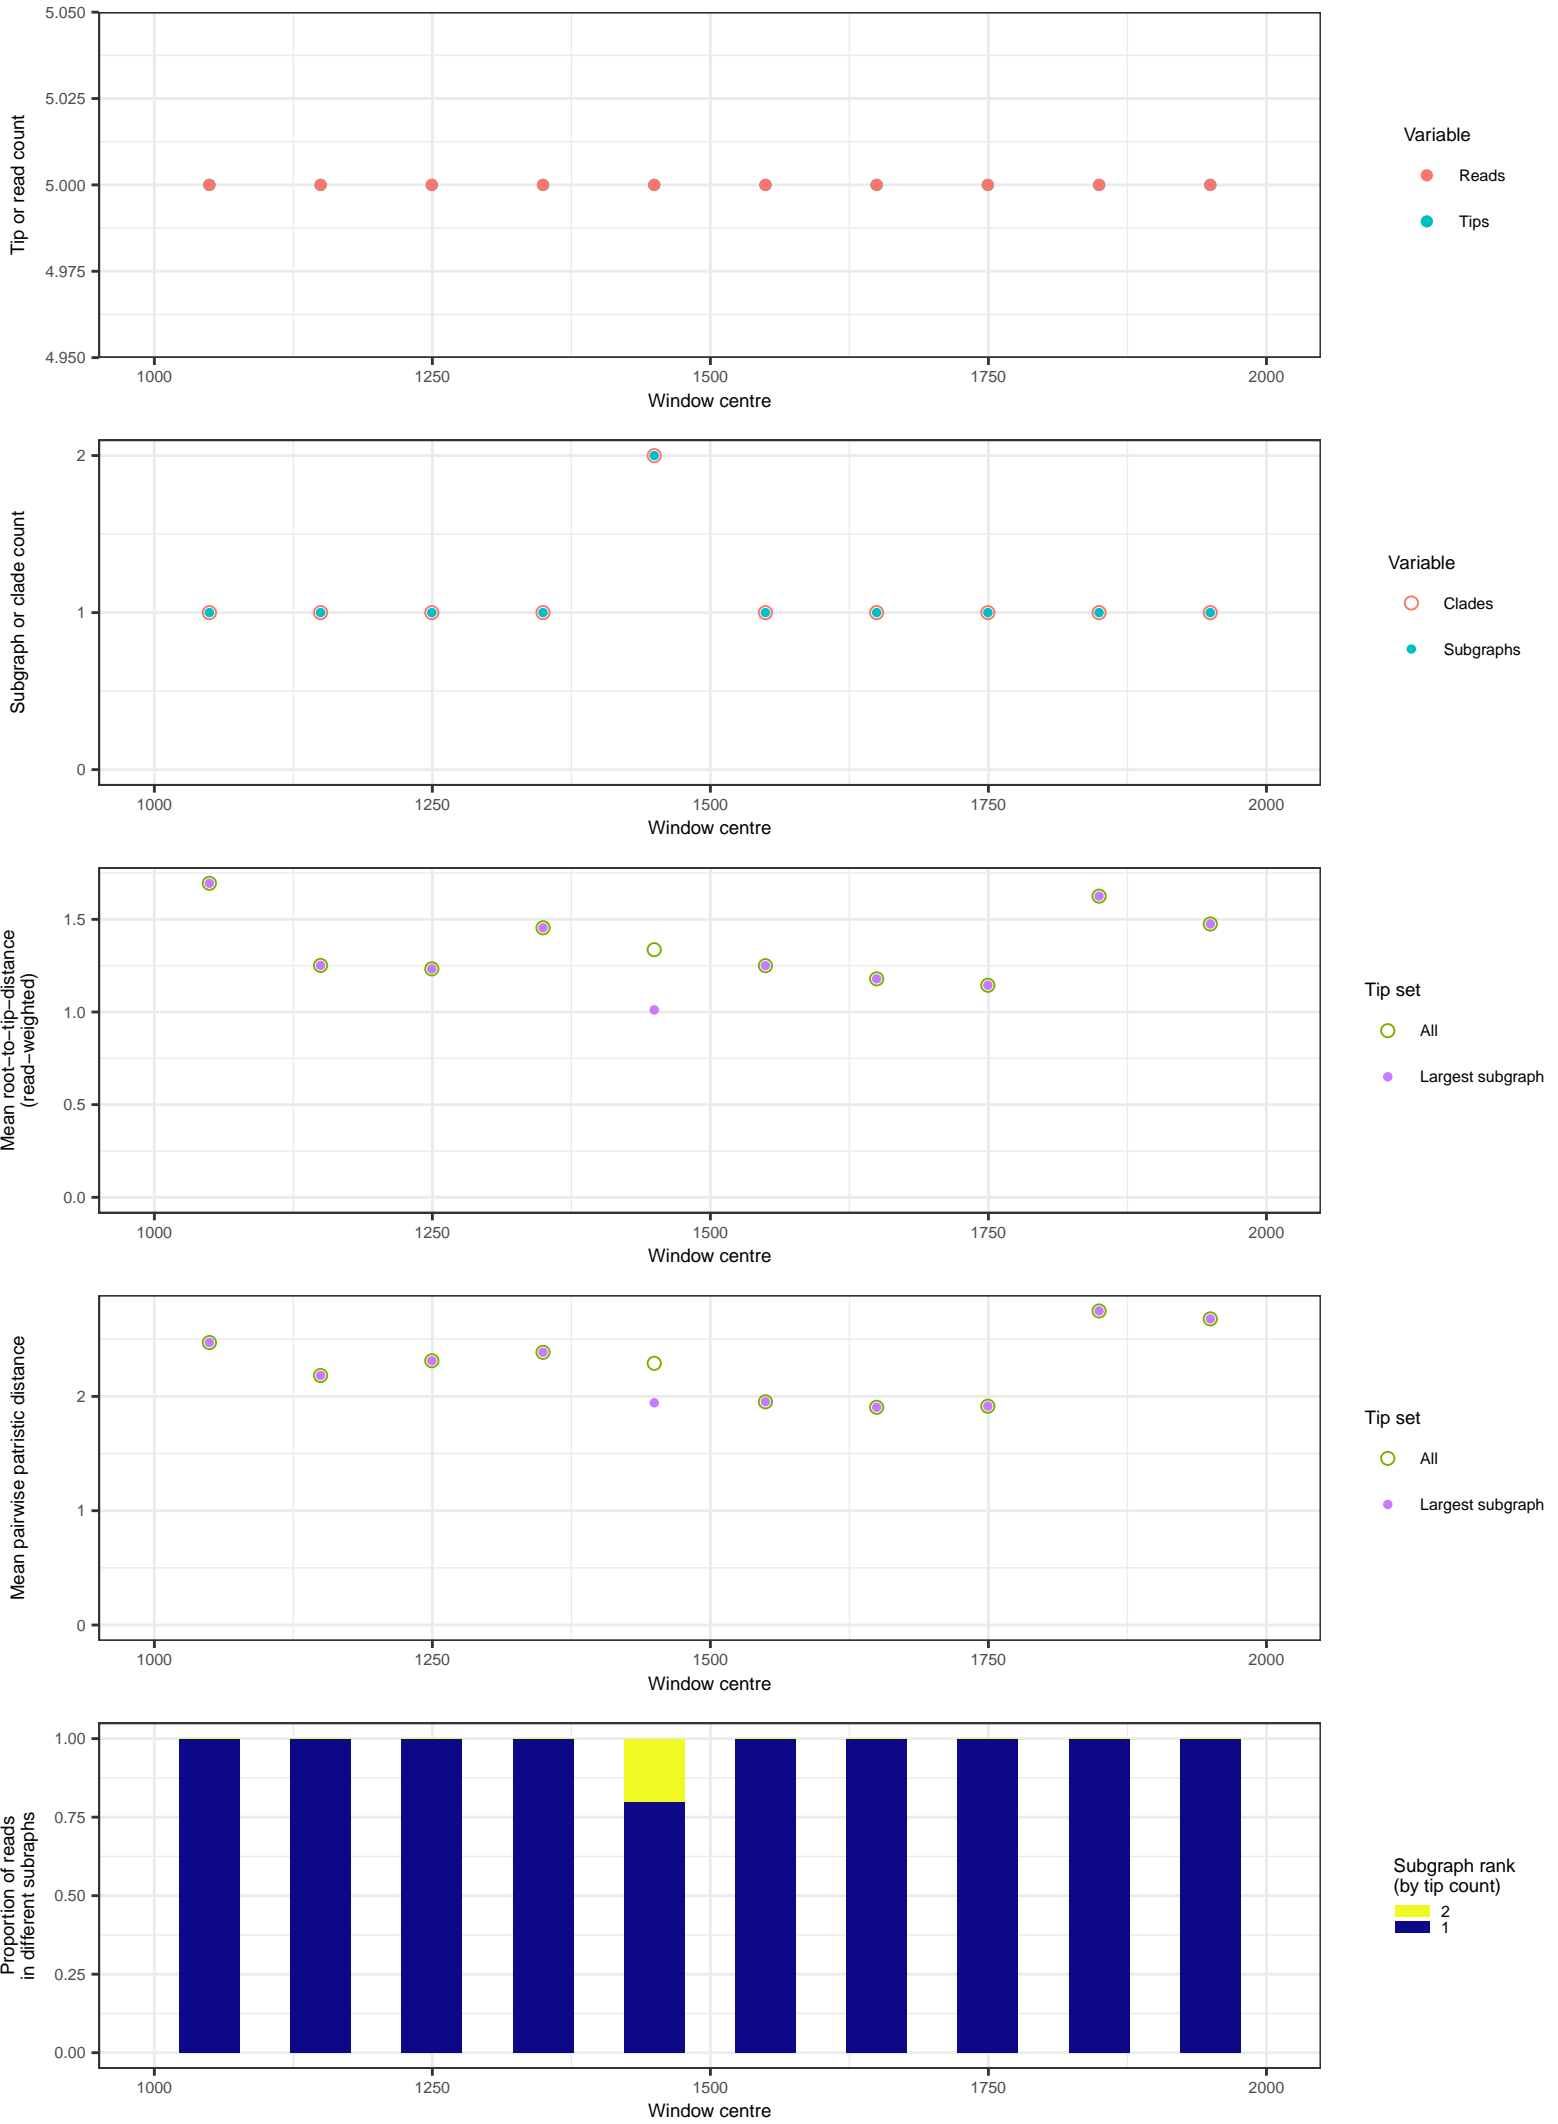 5.050
5.025
5.000
4.975
4.950
Tip or read count
1000 1250 1500 1750 2000
Window centre
Variable
Reads
Tips
2
1
0
Subgraph or clade count
1000 1250 1500 1750 2000
Window centre
Variable
Clades
Subgraphs
1.5
1.0
0.5
0.0
Mean root−to−tip−distance
(read−weighted)
1000 1250 1500 1750 2000
Window centre
Tip set
All
Largest subgraph
2
1
0
Mean pairwise patristic distance
1000 1250 1500 1750 2000
Window centre
Tip set
All
Largest subgraph
1.00
0.75
0.50
0.25
0.00
Proportion of reads
in different subraphs
1000 1250 1500 1750 2000
Window centre
Subgraph rank
(by tip count)
2
1